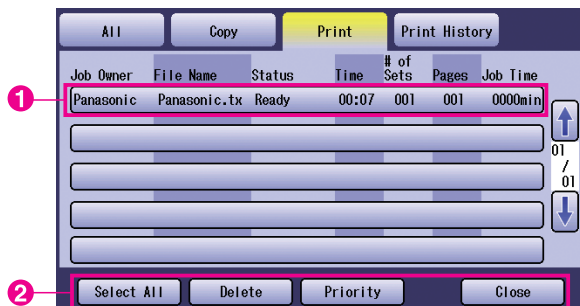 All Copy Print Print History
Job Owner File Name Status Time # of Sets Pages Job Time
1 Panasonic Panasonic.tx Ready 00:07 001 001 0000min
01
/
01
2 Select All Delete Priority Close